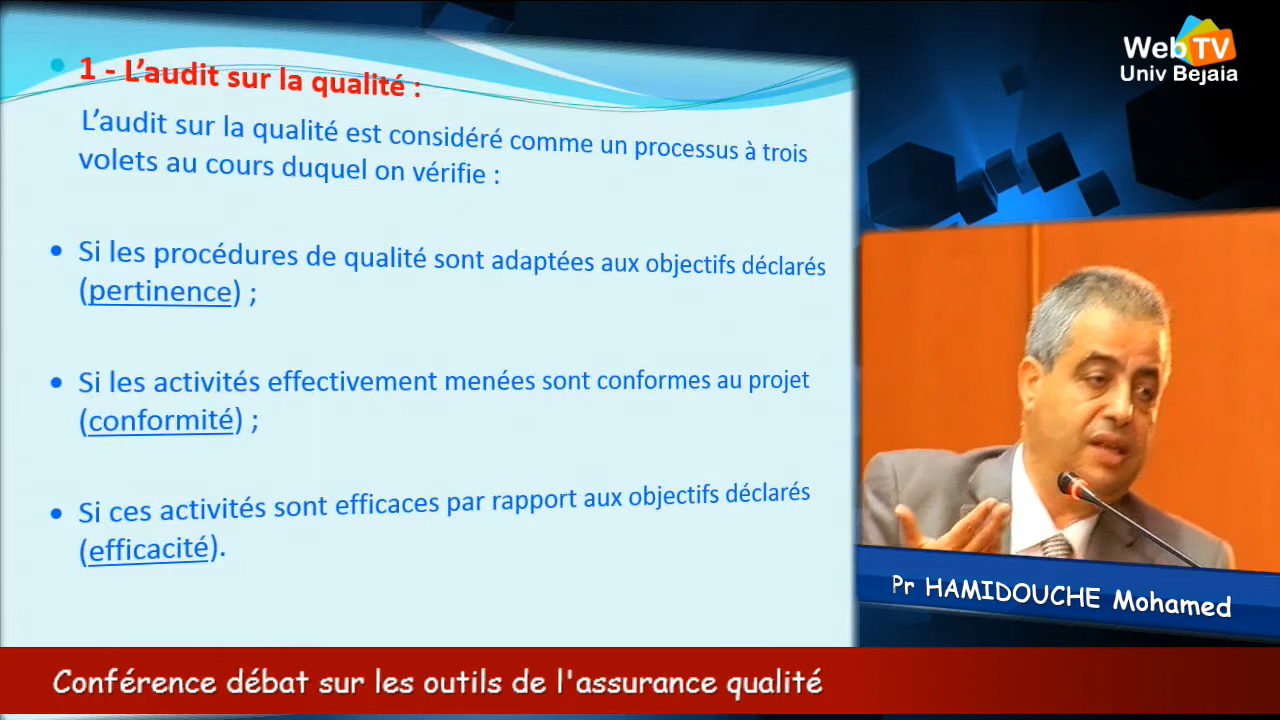 1 - L’audit sur la qualité :
L’audit sur la qualité est considéré comme un processus à trois
volets au cours duquel on vérifie :
Si les procédures de qualité sont adaptées aux objectifs déclarés
(pertinence) ;
Si les activités effectivement menées sont conformes au projet
(conformité) ;
Si ces activités sont efficaces par rapport aux objectifs déclarés
(efficacité).
Web TV
Univ Bejaia
Pr HAMIDOUCHE Mohamed
Conférence débat sur les outils de l'assurance qualité